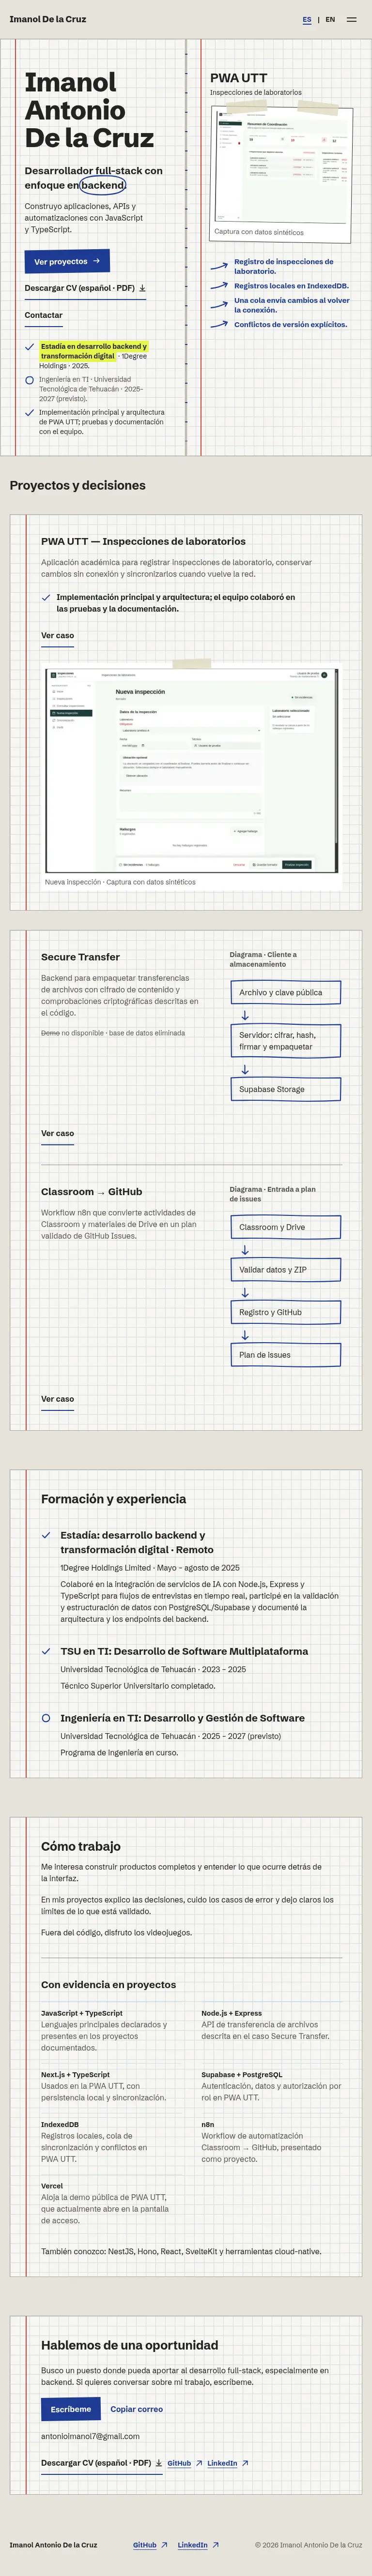 Imanol De la Cruz
ES | EN
Imanol
Antonio
De la Cruz
Desarrollador full-stack con
enfoque en backend.
Construyo aplicaciones, APIs y
automatizaciones con JavaScript
y TypeScript.
Ver proyectos →
Descargar CV (español · PDF)
Contactar
Estadía en desarrollo backend y
transformación digital · 1Degree
Holdings · 2025.
Ingeniería en TI · Universidad
Tecnológica de Tehuacán · 2025–
2027 (previsto).
Implementación principal y arquitectura
de PWA UTT; pruebas y documentación
con el equipo.
PWA UTT
Inspecciones de laboratorios
Resumen de Coordinación
Captura con datos sintéticos
Registro de inspecciones de
laboratorio.
Registros locales en IndexedDB.
Una cola envía cambios al volver
la conexión.
Conflictos de versión explícitos.
Proyectos y decisiones
PWA UTT — Inspecciones de laboratorios
Aplicación académica para registrar inspecciones de laboratorio, conservar
cambios sin conexión y sincronizarlos cuando vuelve la red.
Implementación principal y arquitectura; el equipo colaboró en
las pruebas y la documentación.
Ver caso
Nueva inspección
Datos de la inspección
Laboratorio seleccionado
Hallazgos
Nueva inspección · Captura con datos sintéticos
Secure Transfer
Backend para empaquetar transferencias
de archivos con cifrado de contenido y
comprobaciones criptográficas descritas en
el código.
Demo no disponible · base de datos eliminada
Ver caso
Diagrama · Cliente a
almacenamiento
Archivo y clave pública
Servidor: cifrar, hash,
firmar y empaquetar
Supabase Storage
Classroom → GitHub
Workflow n8n que convierte actividades de
Classroom y materiales de Drive en un plan
validado de GitHub Issues.
Ver caso
Diagrama · Entrada a plan
de issues
Classroom y Drive
Validar datos y ZIP
Registro y GitHub
Plan de issues
Formación y experiencia
Estadía: desarrollo backend y
transformación digital · Remoto
1Degree Holdings Limited · Mayo – agosto de 2025
Colaboré en la integración de servicios de IA con Node.js, Express y
TypeScript para flujos de entrevistas en tiempo real, participé en la validación
y estructuración de datos con PostgreSQL/Supabase y documenté la
arquitectura y los endpoints del backend.
TSU en TI: Desarrollo de Software Multiplataforma
Universidad Tecnológica de Tehuacán · 2023 – 2025
Técnico Superior Universitario completado.
Ingeniería en TI: Desarrollo y Gestión de Software
Universidad Tecnológica de Tehuacán · 2025 – 2027 (previsto)
Programa de ingeniería en curso.
Cómo trabajo
Me interesa construir productos completos y entender lo que ocurre detrás de
la interfaz.
En mis proyectos explico las decisiones, cuido los casos de error y dejo claros los
límites de lo que está validado.
Fuera del código, disfruto los videojuegos.
Con evidencia en proyectos
JavaScript + TypeScript
Lenguajes principales declarados y
presentes en los proyectos
documentados.
Node.js + Express
API de transferencia de archivos
descrita en el caso Secure Transfer.
Next.js + TypeScript
Usados en la PWA UTT, con
persistencia local y sincronización.
Supabase + PostgreSQL
Autenticación, datos y autorización por
rol en PWA UTT.
IndexedDB
Registros locales, cola de
sincronización y conflictos en
PWA UTT.
n8n
Workflow de automatización
Classroom → GitHub, presentado
como proyecto.
Vercel
Aloja la demo pública de PWA UTT,
que actualmente abre en la pantalla
de acceso.
También conozco: NestJS, Hono, React, SvelteKit y herramientas cloud-native.
Hablemos de una oportunidad
Busco un puesto donde pueda aportar al desarrollo full-stack, especialmente en
backend. Si quieres conversar sobre mi trabajo, escríbeme.
Escríbeme
Copiar correo
antonioimanol7@gmail.com
Descargar CV (español · PDF) GitHub LinkedIn
Imanol Antonio De la Cruz
GitHub LinkedIn
© 2026 Imanol Antonio De la Cruz